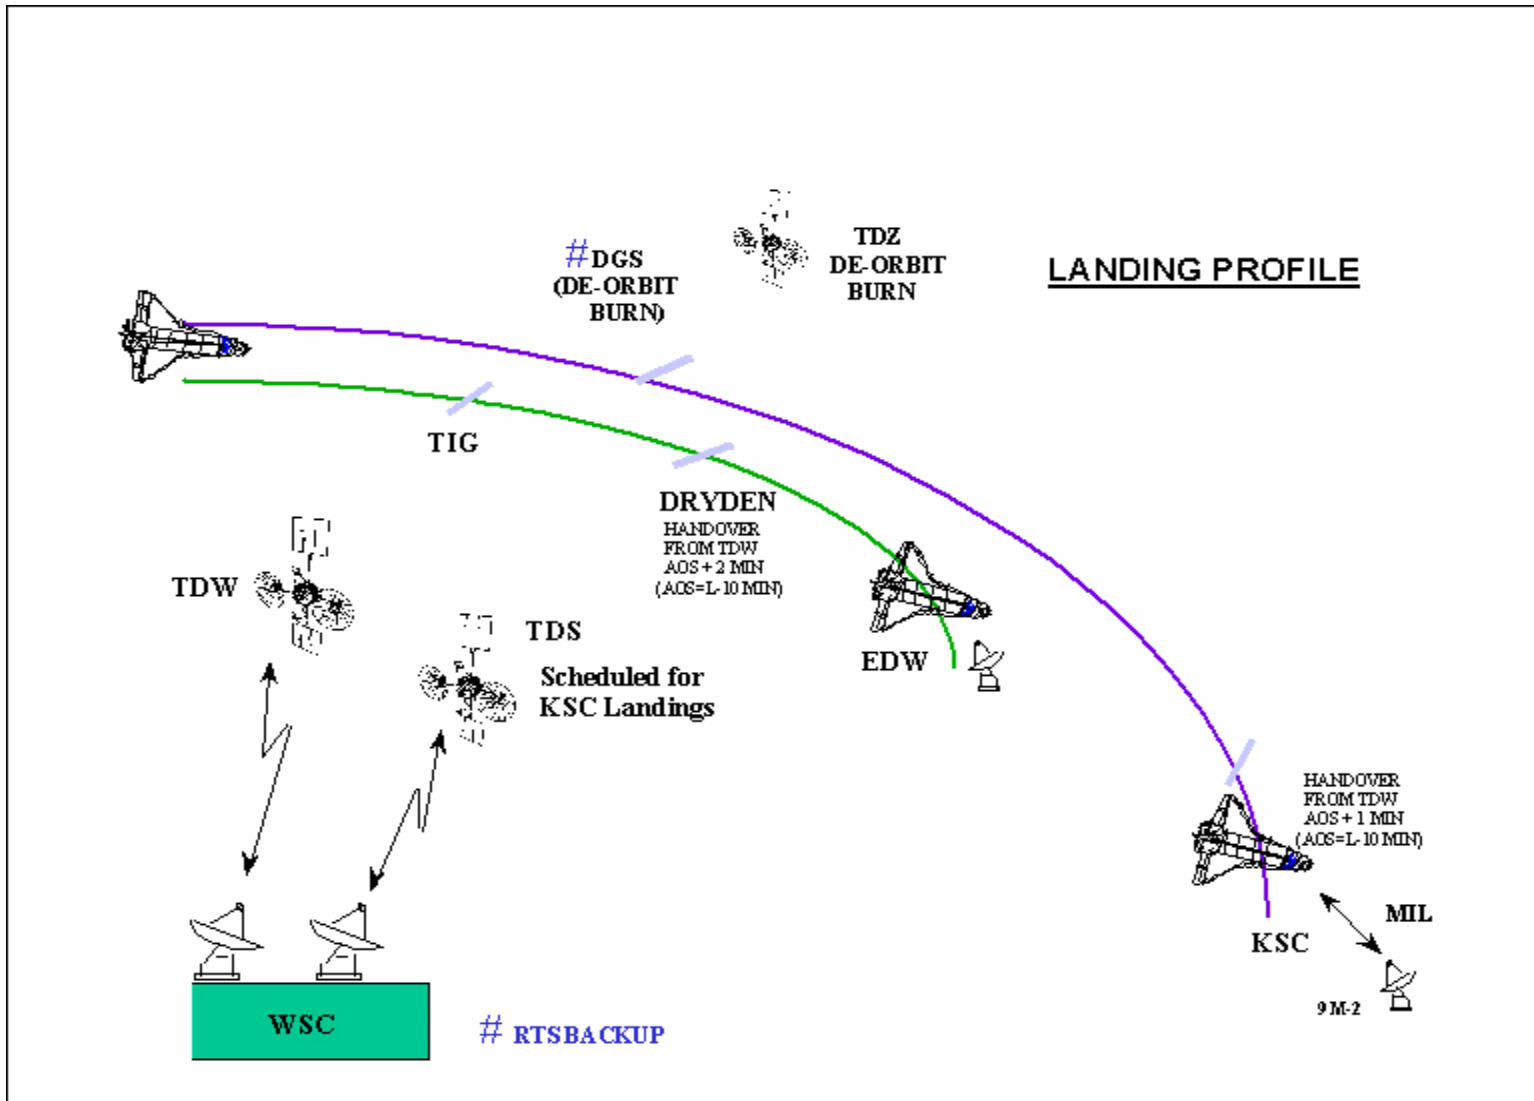 TDZ
DE-ORBIT
BURN
# DGS
(DE-ORBIT
BURN)
LANDING PROFILE
TIG
DRYDEN
HANDOVER
FROM TDW
AOS + 2 MIN
(AOS=L-10 MIN)
TDW
TDS
Scheduled for
KSC Landings
EDW
HANDOVER
FROM TDW
AOS + 1 MIN
(AOS=L-10 MIN)
MIL
KSC
9M-2
WSC
# RTSBACKUP